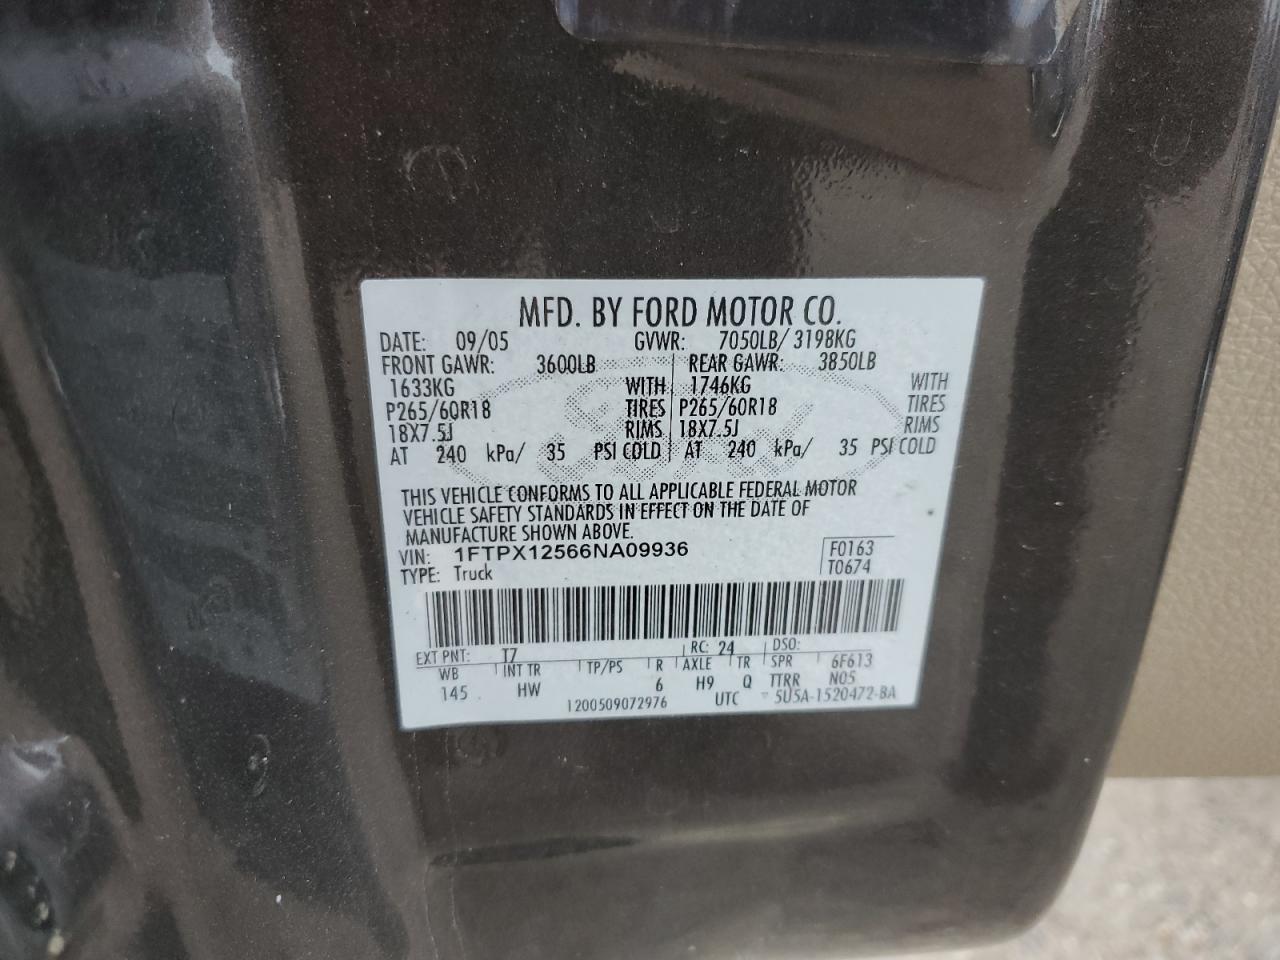 MFD. BY FORD MOTOR CO.
DATE: 09/05 GVWR: 7050LB/ 3198KG
FRONT GAWR: 3600LB REAR GAWR: 3850LB
1633KG WITH 1746KG WITH
P265/60R18 TIRES P265/60R18 TIRES
18X7.5J RIMS 18X7.5J RIMS
AT 240 kPa/ 35 PSI COLD AT 240 kPa/ 35 PSI COLD
THIS VEHICLE CONFORMS TO ALL APPLICABLE FEDERAL MOTOR
VEHICLE SAFETY STANDARDS IN EFFECT ON THE DATE OF
MANUFACTURE SHOWN ABOVE.
VIN: 1FTPX12566NA09936 F0163
TYPE: Truck T0674
EXT PNT: T7 RC: 24 DSO:
WB INT TR TP/PS R AXLE TR SPR 6F613
145 HW 6 H9 Q TTRR N05
1200509072976 UTC 5U5A-1520472-BA